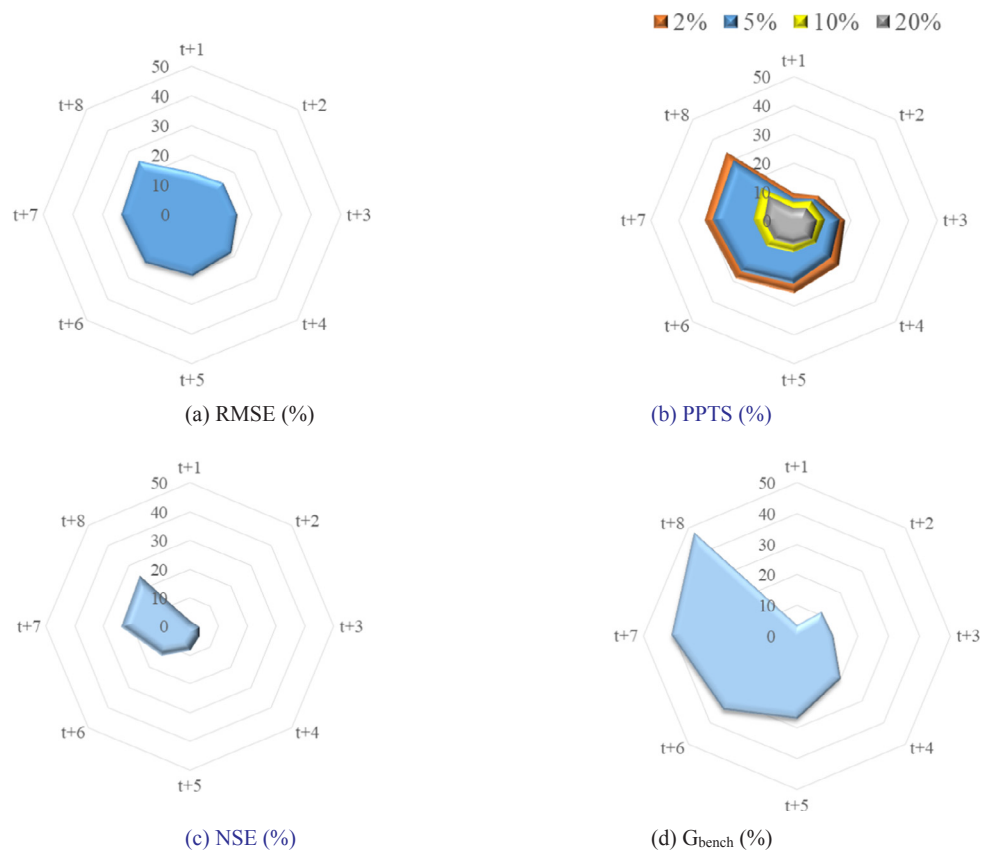 2% 5% 10% 20%
t+1
50
t+8 40 t+2
30
20
10
t+7 0 t+3
t+6 t+4
t+5
(a) RMSE (%)
t+1
50
t+8 40 t+2
30
20
10
t+7 0 t+3
t+6 t+4
t+5
(b) PPTS (%)
t+1
50
t+8 40 t+2
30
20
10
t+7 0 t+3
t+6 t+4
t+5
(c) NSE (%)
t+1
50
t+8 40 t+2
30
20
10
t+7 0 t+3
t+6 t+4
t+5
(d) Gbench (%)